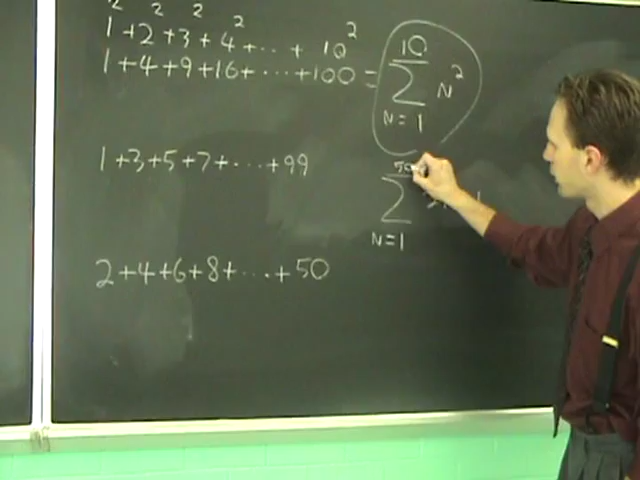 1² + 2² + 3² + 4² + ... + 10²
1 + 4 + 9 + 16 + ... + 100 = 10 ∑ N = 1 N²
1 + 3 + 5 + 7 + ... + 99
50 ∑ N = 1
2 + 4 + 6 + 8 + ... + 50